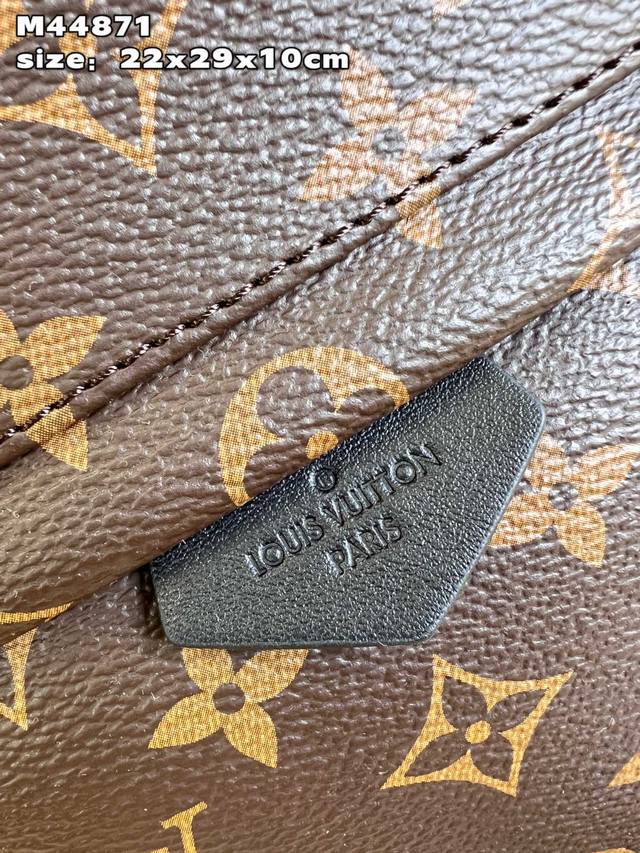 M44871
size：22x29x10cm
LOUIS VUITTON
PARIS